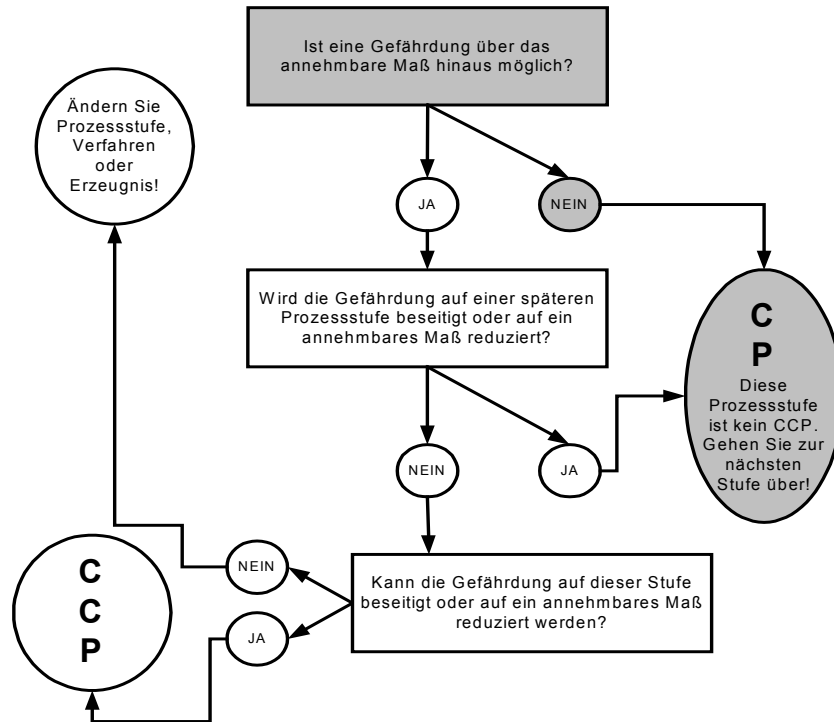 Ist eine Gefährdung über das
annehmbare Maß hinaus möglich?
Ändern Sie
Prozessstufe,
Verfahren
oder
Erzeugnis!
JA
NEIN
Wird die Gefährdung auf einer späteren
Prozessstufe beseitigt oder auf ein
annehmbares Maß reduziert?
C
P
Diese
Prozessstufe
ist kein CCP.
Gehen Sie zur
nächsten
Stufe über!
NEIN
JA
Kann die Gefährdung auf dieser Stufe
beseitigt oder auf ein annehmbares Maß
reduziert werden?
NEIN
JA
C
C
P